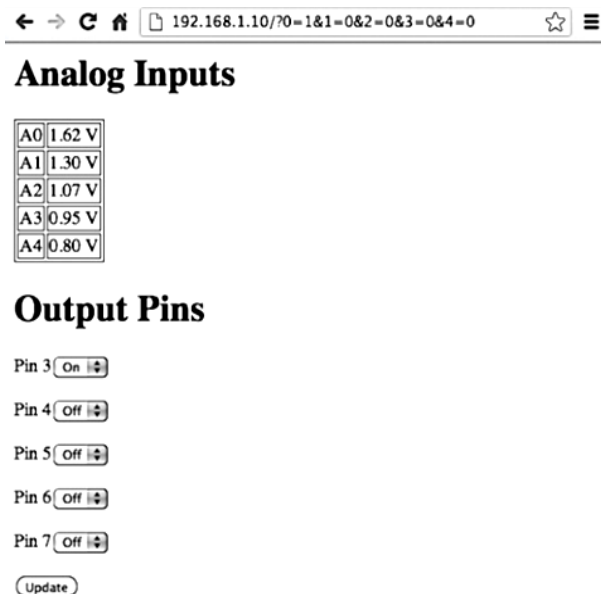 192.168.1.10/?0=1&1=0&2=0&3=0&4=0
Analog Inputs
A0 1.62 V
A1 1.30 V
A2 1.07 V
A3 0.95 V
A4 0.80 V
Output Pins
Pin 3 On
Pin 4 Off
Pin 5 Off
Pin 6 Off
Pin 7 Off
Update